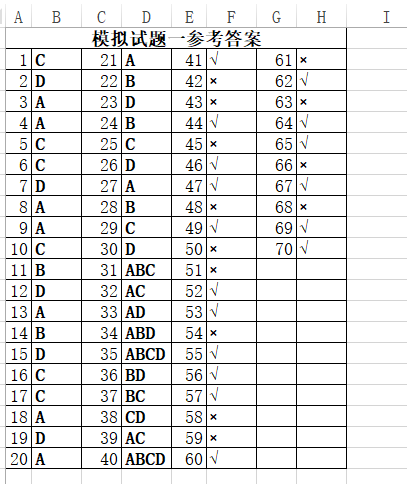 A B C D E F G H I
模拟试题一参考答案
1 C 21 A 41 √ 61 ×
2 D 22 B 42 × 62 √
3 A 23 D 43 × 63 ×
4 A 24 B 44 √ 64 √
5 C 25 C 45 × 65 √
6 C 26 D 46 √ 66 ×
7 D 27 A 47 √ 67 √
8 A 28 B 48 × 68 ×
9 A 29 C 49 √ 69 √
10 C 30 D 50 × 70 √
11 B 31 ABC 51 ×
12 D 32 AC 52 √
13 A 33 AD 53 √
14 B 34 ABD 54 ×
15 D 35 ABCD 55 √
16 C 36 BD 56 √
17 C 37 BC 57 √
18 A 38 CD 58 ×
19 D 39 AC 59 ×
20 A 40 ABCD 60 √